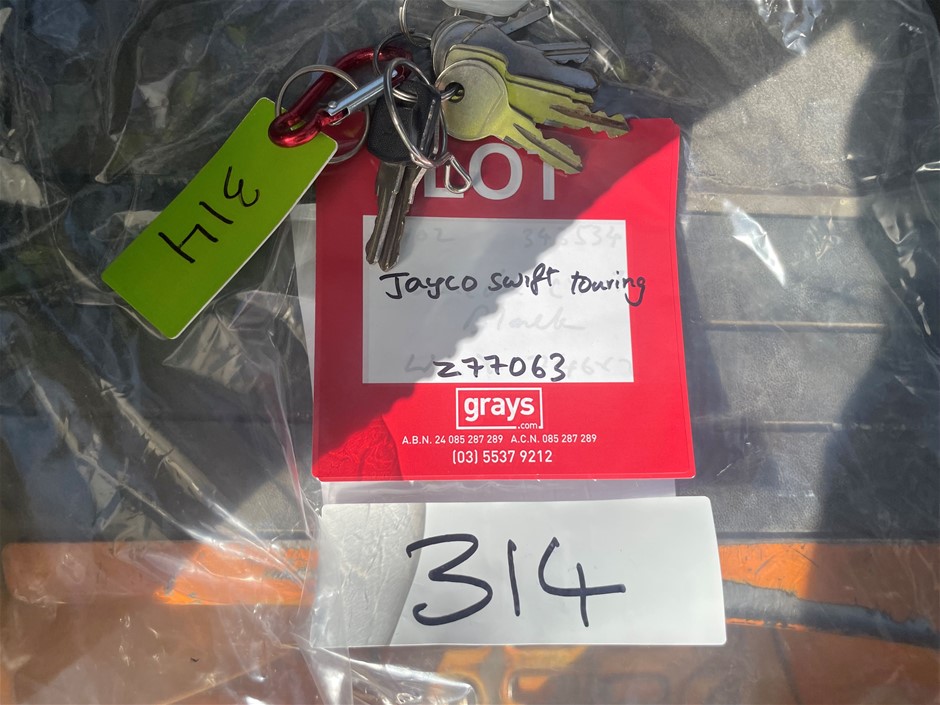 314
LOT
Jayco swift touring
Black
z77063
grays
.com
A.B.N. 24 085 287 289 A.C.N. 085 287 289
(03) 5537 9212
314